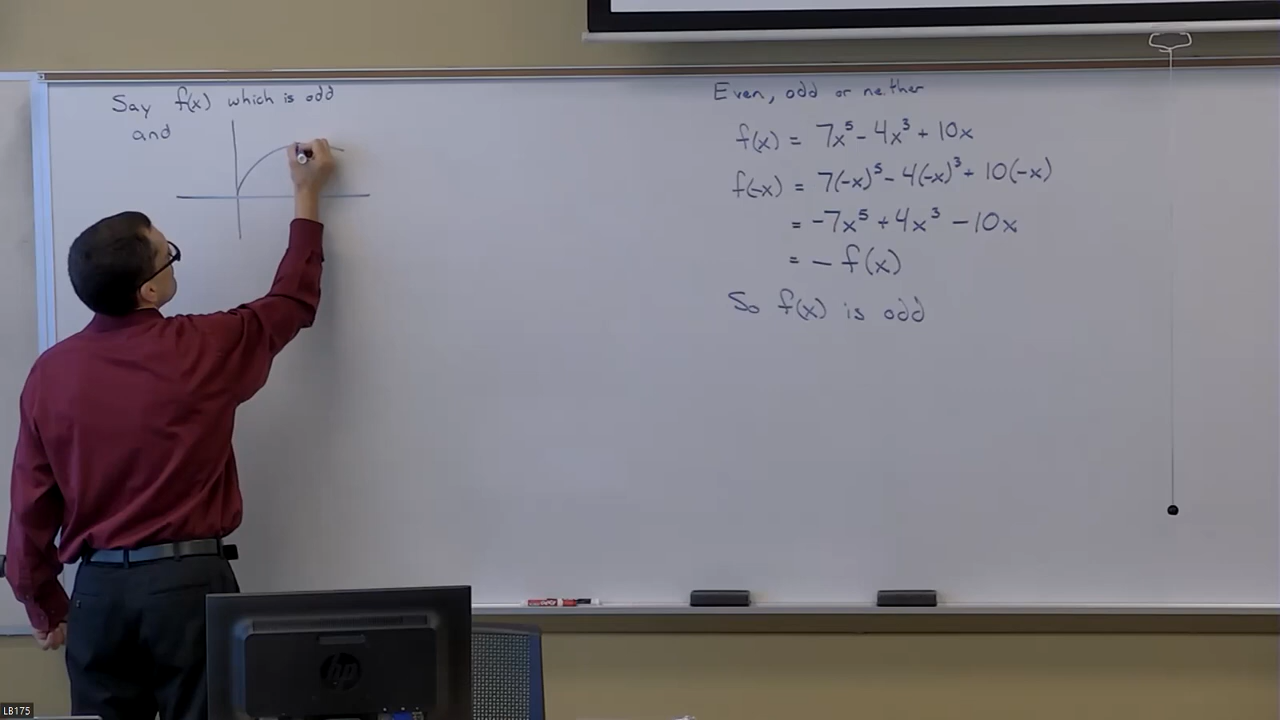 Say f(x) which is odd
and
Even, odd or neither
f(x) = 7x⁵ - 4x³ + 10x
f(-x) = 7(-x)⁵ - 4(-x)³ + 10(-x)
= -7x⁵ + 4x³ - 10x
= - f(x)
So f(x) is odd
hp
LB175